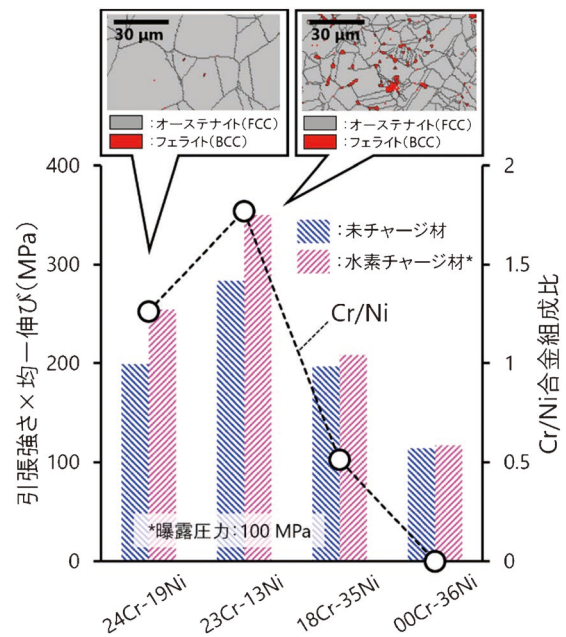 30 μm
30 μm
:オーステナイト(FCC)
:フェライト(BCC)
:オーステナイト(FCC)
:フェライト(BCC)
400
300
200
100
0
引張強さ×均一伸び(MPa)
2
1.5
1
0.5
0
Cr/Ni合金組成比
:未チャージ材
:水素チャージ材*
Cr/Ni
*曝露圧力:100 MPa
24Cr-19Ni
23Cr-13Ni
18Cr-35Ni
00Cr-36Ni